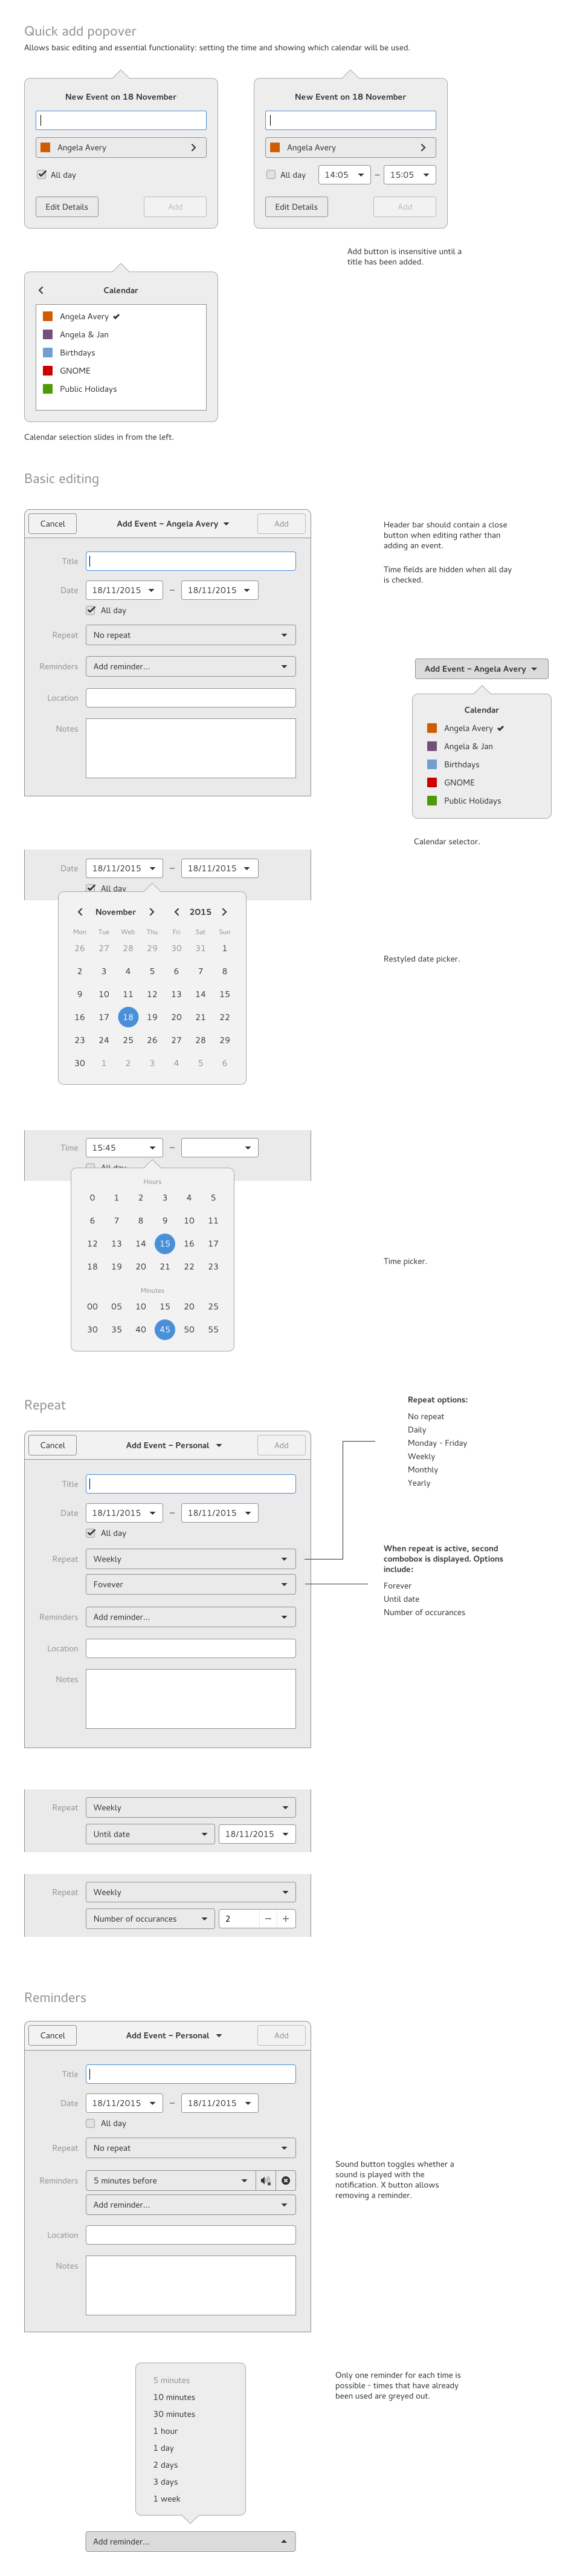 Quick add popover
Allows basic editing and essential functionality: setting the time and showing which calendar will be used.
New Event on 18 November
Angela Avery
All day
Edit Details
Add
New Event on 18 November
Angela Avery
All day
14:05
–
15:05
Edit Details
Add
Add button is insensitive until a
title has been added.
Calendar
Angela Avery
Angela & Jan
Birthdays
GNOME
Public Holidays
Calendar selection slides in from the left.
Basic editing
Cancel
Add Event – Angela Avery
Add
Title
Date
18/11/2015
–
18/11/2015
All day
Repeat
No repeat
Reminders
Add reminder...
Location
Notes
Header bar should contain a close
button when editing rather than
adding an event.
Time fields are hidden when all day
is checked.
Add Event – Angela Avery
Calendar
Angela Avery
Angela & Jan
Birthdays
GNOME
Public Holidays
Calendar selector.
Date
18/11/2015
–
18/11/2015
All day
November
2015
Mon Tue Web Thu Fri Sat Sun
26 27 28 29 30 31 1
2 3 4 5 6 7 8
9 10 11 12 13 14 15
16 17 18 19 20 21 22
23 24 25 26 27 28 29
30 1 2 3 4 5 6
Restyled date picker.
Time
15:45
–
All day
Hours
0 1 2 3 4 5
6 7 8 9 10 11
12 13 14 15 16 17
18 19 20 21 22 23
Minutes
00 05 10 15 20 25
30 35 40 45 50 55
Time picker.
Repeat
Cancel
Add Event – Personal
Add
Title
Date
18/11/2015
–
18/11/2015
All day
Repeat
Weekly
Fovever
Reminders
Add reminder...
Location
Notes
Repeat options:
No repeat
Daily
Monday - Friday
Weekly
Monthly
Yearly
When repeat is active, second
combobox is displayed. Options
include:
Forever
Until date
Number of occurances
Repeat
Weekly
Until date
18/11/2015
Repeat
Weekly
Number of occurances
2
Reminders
Cancel
Add Event – Personal
Add
Title
Date
18/11/2015
–
18/11/2015
All day
Repeat
No repeat
Reminders
5 minutes before
Add reminder...
Location
Notes
Sound button toggles whether a
sound is played with the
notification. X button allows
removing a reminder.
5 minutes
10 minutes
30 minutes
1 hour
1 day
2 days
3 days
1 week
Add reminder...
Only one reminder for each time is
possible - times that have already
been used are greyed out.